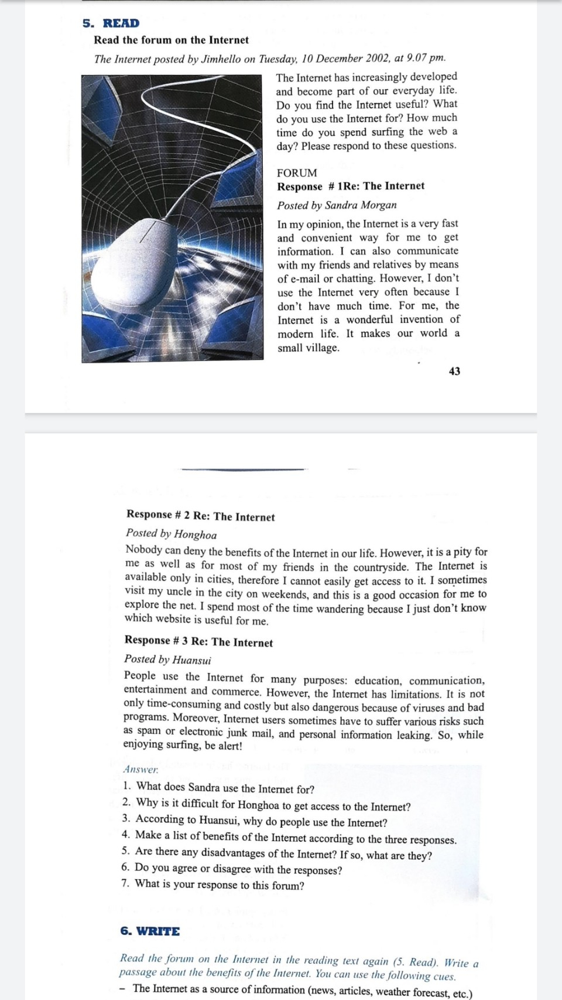 5. READ
Read the forum on the Internet
The Internet posted by Jimhello on Tuesday, 10 December 2002, at 9.07 pm.
The Internet has increasingly developed
and become part of our everyday life.
Do you find the Internet useful? What
do you use the Internet for? How much
time do you spend surfing the web a
day? Please respond to these questions.
FORUM
Response # 1Re: The Internet
Posted by Sandra Morgan
In my opinion, the Internet is a very fast
and convenient way for me to get
information. I can also communicate
with my friends and relatives by means
of e-mail or chatting. However, I don't
use the Internet very often because I
don't have much time. For me, the
Internet is a wonderful invention of
modern life. It makes our world a
small village.
43
Response # 2 Re: The Internet
Posted by Honghoa
Nobody can deny the benefits of the Internet in our life. However, it is a pity for
me as well as for most of my friends in the countryside. The Internet is
available only in cities, therefore I cannot easily get access to it. I sometimes
visit my uncle in the city on weekends, and this is a good occasion for me to
explore the net. I spend most of the time wandering because I just don't know
which website is useful for me.
Response # 3 Re: The Internet
Posted by Huansui
People use the Internet for many purposes: education, communication,
entertainment and commerce. However, the Internet has limitations. It is not
only time-consuming and costly but also dangerous because of viruses and bad
programs. Moreover, Internet users sometimes have to suffer various risks such
as spam or electronic junk mail, and personal information leaking. So, while
enjoying surfing, be alert!
Answer.
1. What does Sandra use the Internet for?
2. Why is it difficult for Honghoa to get access to the Internet?
3. According to Huansui, why do people use the Internet?
4. Make a list of benefits of the Internet according to the three responses.
5. Are there any disadvantages of the Internet? If so, what are they?
6. Do you agree or disagree with the responses?
7. What is your response to this forum?
6. WRITE
Read the forum on the Internet in the reading text again (5. Read). Write a
passage about the benefits of the Internet. You can use the following cues.
– The Internet as a source of information (news, articles, weather forecast, etc.)